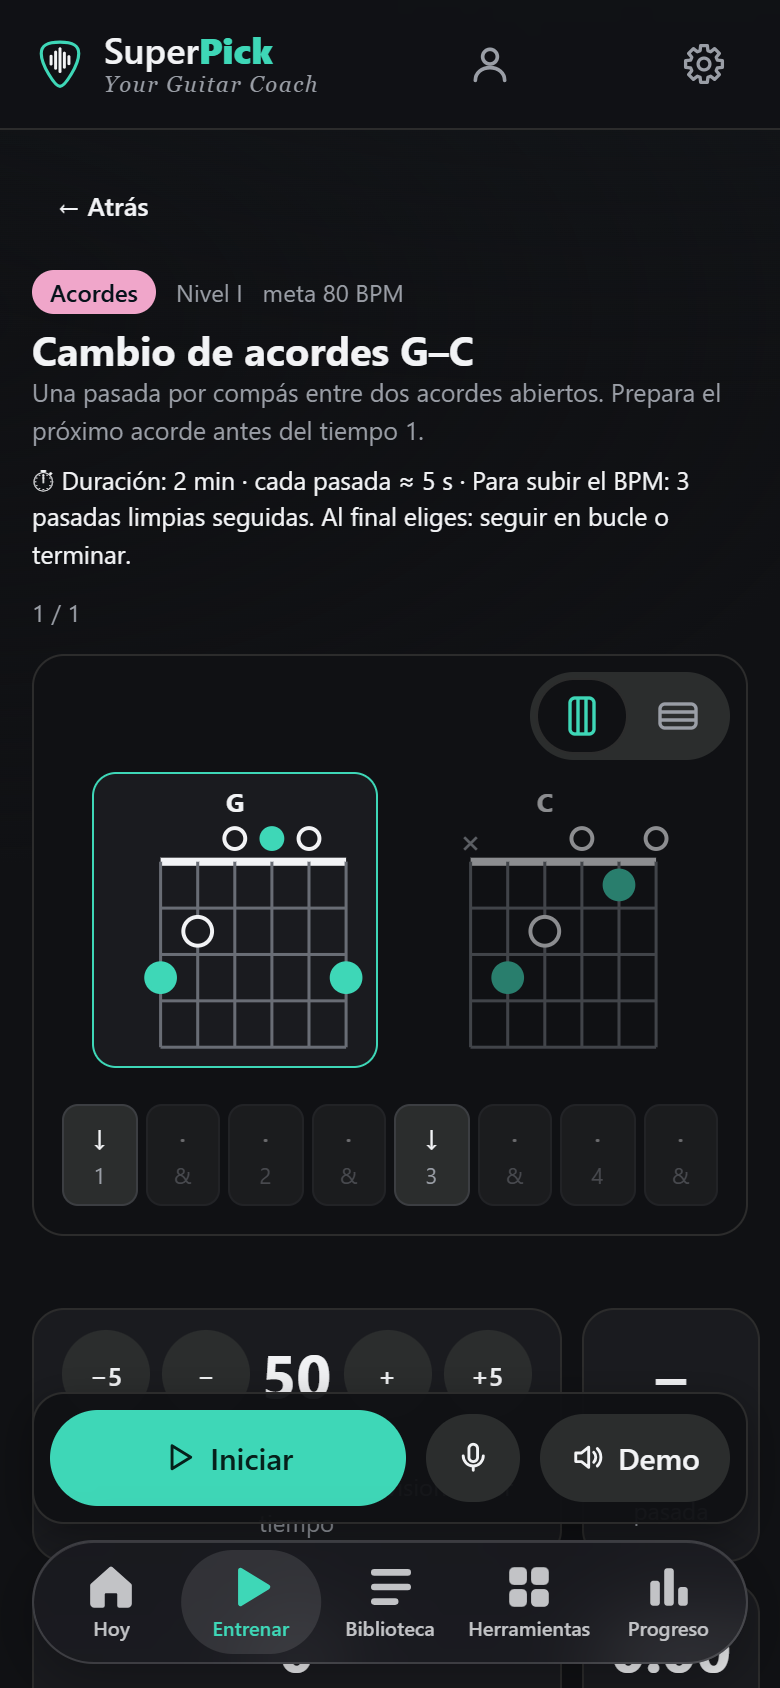 SuperPick
Your Guitar Coach
← Atrás
Acordes Nivel I meta 80 BPM
Cambio de acordes G–C
Una pasada por compás entre dos acordes abiertos. Prepara el
próximo acorde antes del tiempo 1.
⏱ Duración: 2 min · cada pasada ≈ 5 s · Para subir el BPM: 3
pasadas limpias seguidas. Al final eliges: seguir en bucle o
terminar.
1 / 1
G C
×
↓ · · · ↓ · · ·
1 & 2 & 3 & 4 &
−5 − 50 + +5 –
Iniciar Demo
pasada
tiempo
Hoy Entrenar Biblioteca Herramientas Progreso